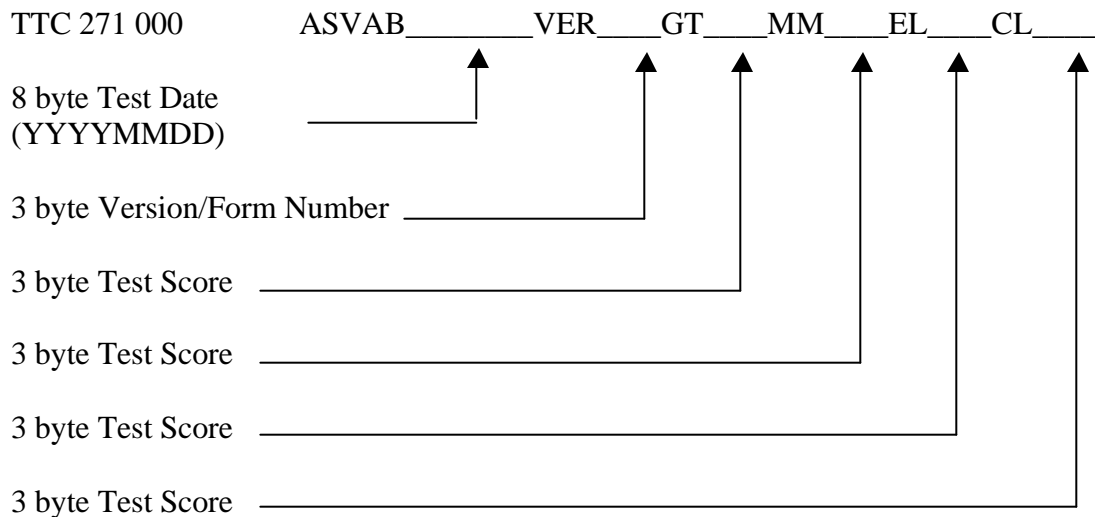 TTC 271 000 ASVAB________VER____GT____MM____EL____CL____
8 byte Test Date
(YYYYMMDD)
3 byte Version/Form Number
3 byte Test Score
3 byte Test Score
3 byte Test Score
3 byte Test Score